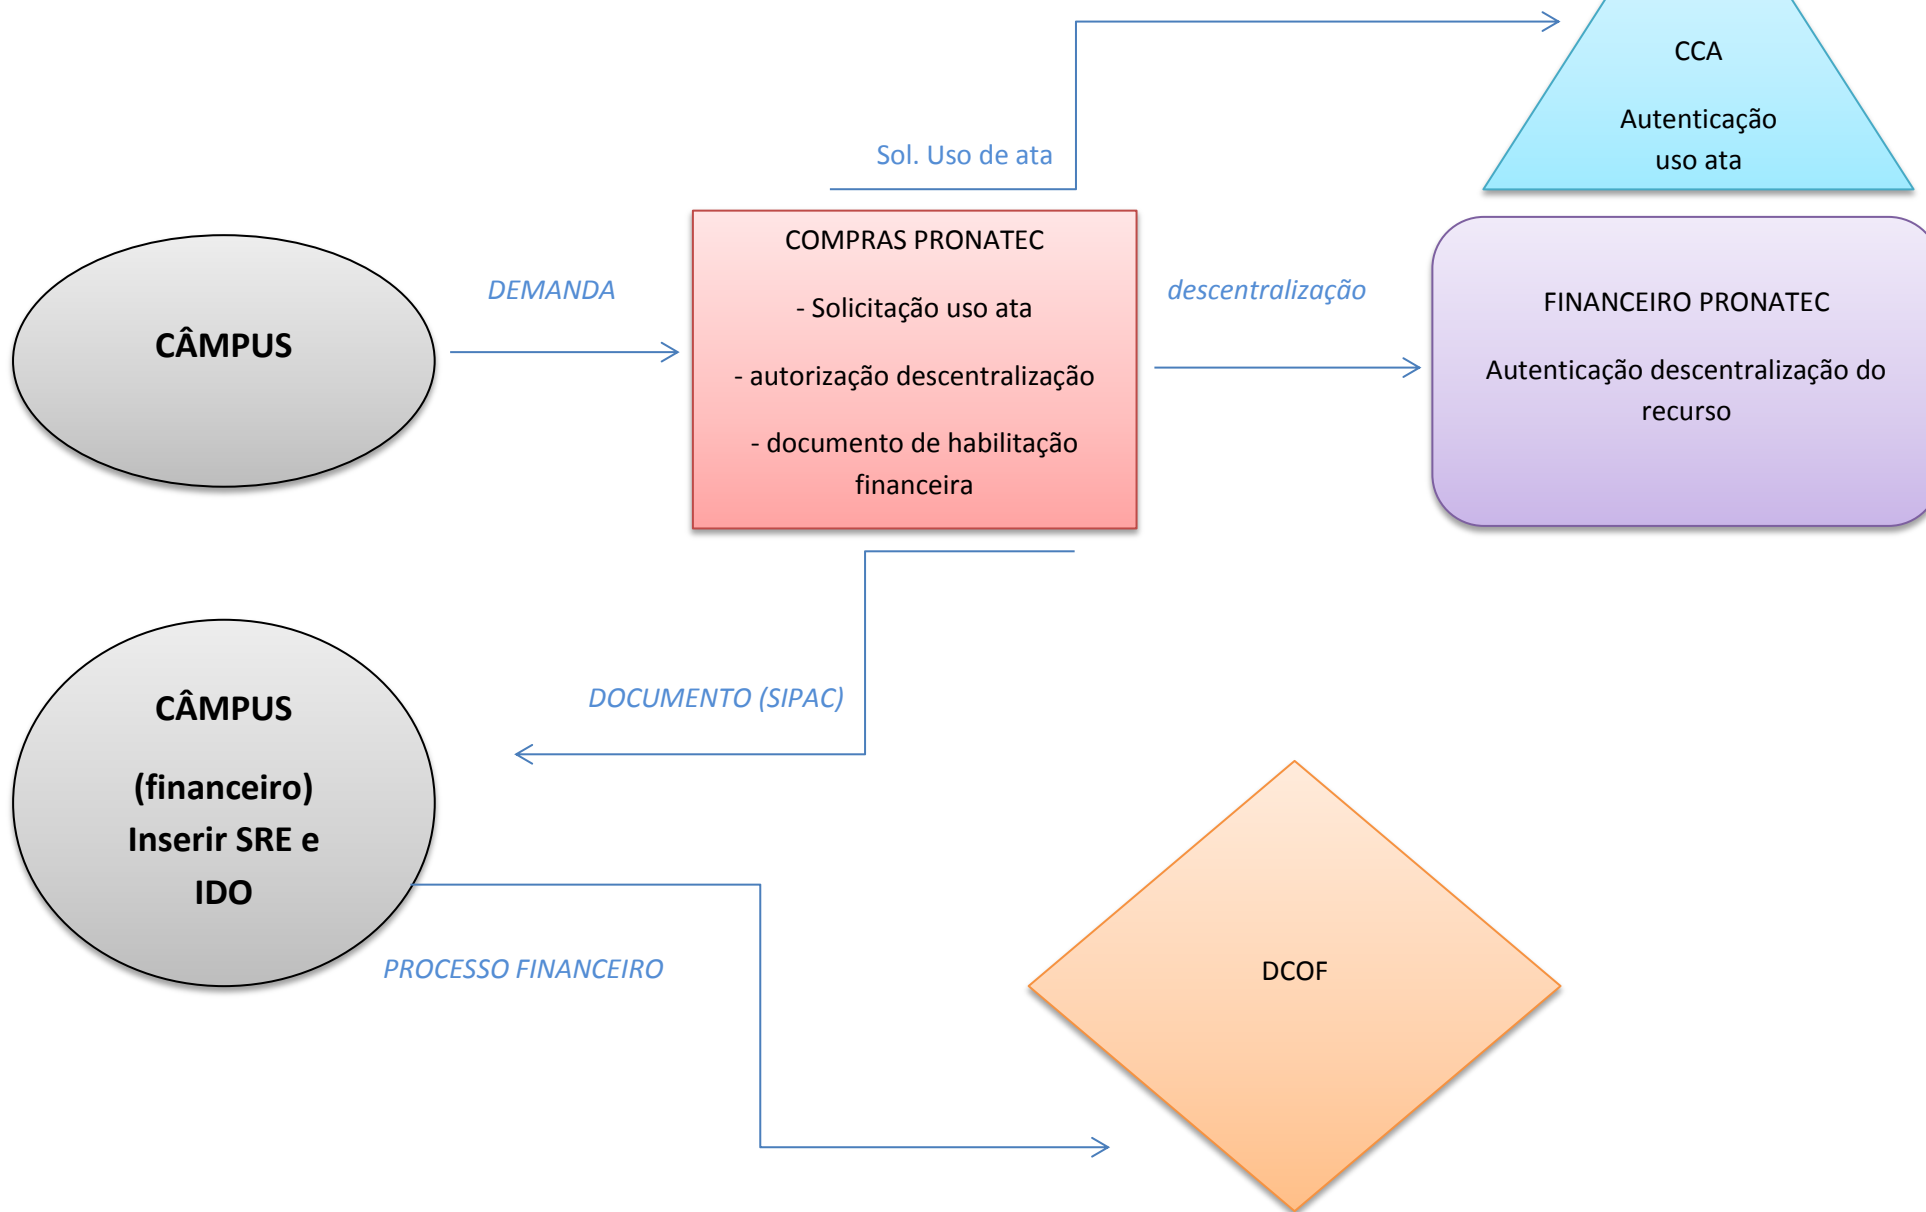 CCA
Autenticação
uso ata
Sol. Uso de ata
COMPRAS PRONATEC
- Solicitação uso ata
- autorização descentralização
- documento de habilitação
financeira
DEMANDA
descentralização
CÂMPUS
FINANCEIRO PRONATEC
Autenticação descentralização do
recurso
CÂMPUS
(financeiro)
Inserir SRE e
IDO
DOCUMENTO (SIPAC)
PROCESSO FINANCEIRO
DCOF